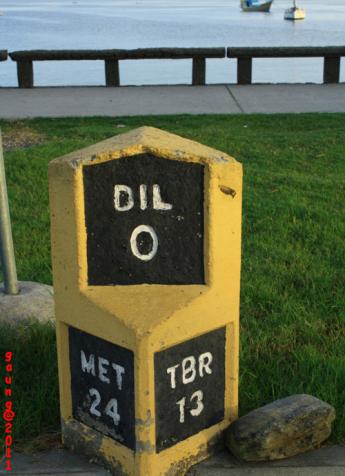 DIL
0
MET
24
TBR
13
gaung@2011